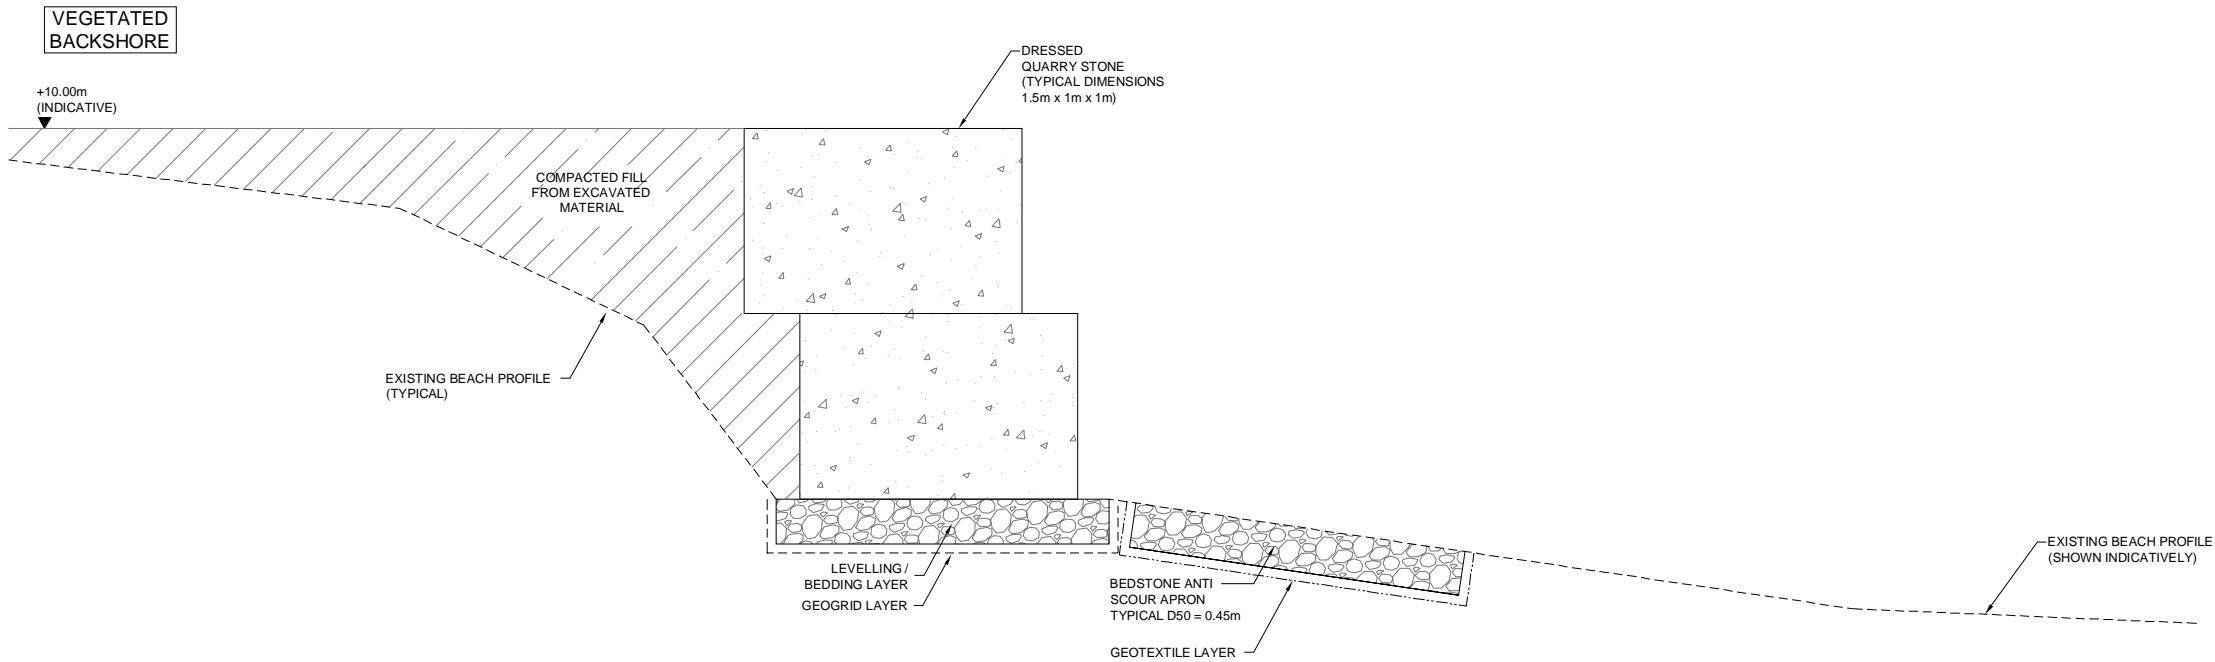 VEGETATED
BACKSHORE
+10.00m
(INDICATIVE)
DRESSED
QUARRY STONE
(TYPICAL DIMENSIONS
1.5m x 1m x 1m)
COMPACTED FILL
FROM EXCAVATED
MATERIAL
EXISTING BEACH PROFILE
(TYPICAL)
LEVELLING /
BEDDING LAYER
GEOGRID LAYER
BEDSTONE ANTI
SCOUR APRON
TYPICAL D50 = 0.45m
GEOTEXTILE LAYER
EXISTING BEACH PROFILE
(SHOWN INDICATIVELY)